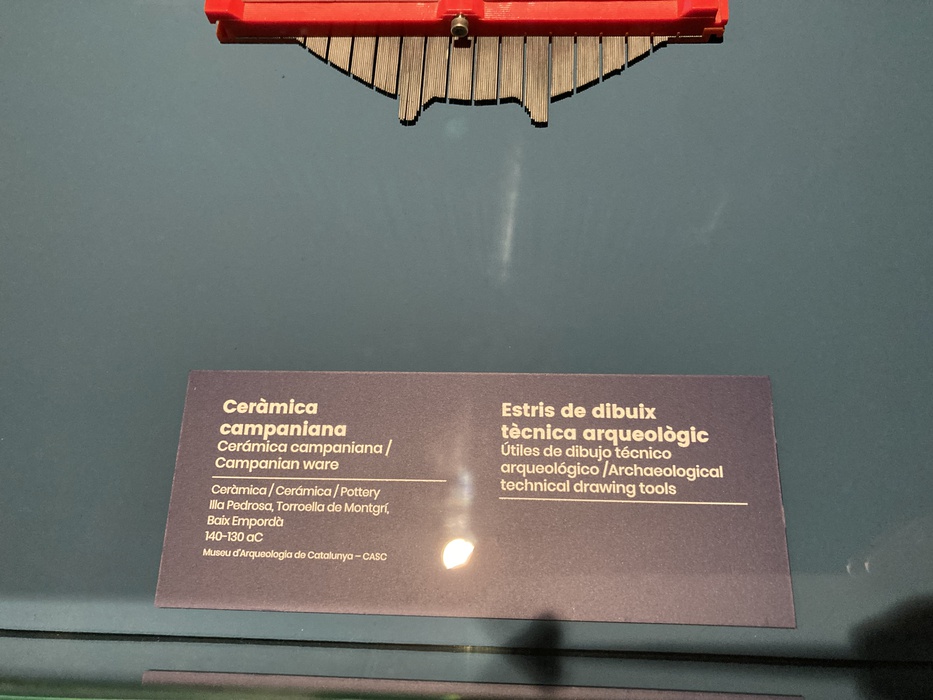 Ceràmica
campaniana
Cerámica campaniana /
Campanian ware
Ceràmica / Cerámica / Pottery
Illa Pedrosa, Torroella de Montgrí,
Baix Empordà
140-130 aC
Museu d'Arqueologia de Catalunya – CASC
Estris de dibuix
tècnica arqueològic
Útiles de dibujo técnico
arqueológico /Archaeological
technical drawing tools